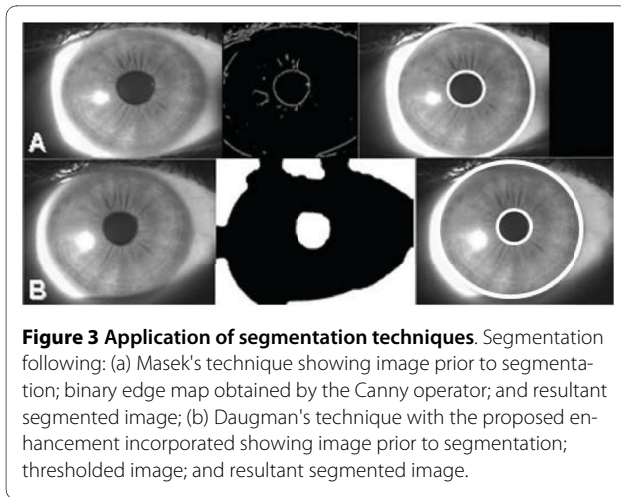 A
B
Figure 3 Application of segmentation techniques. Segmentation
following: (a) Masek's technique showing image prior to segmenta-
tion; binary edge map obtained by the Canny operator; and resultant
segmented image; (b) Daugman's technique with the proposed en-
hancement incorporated showing image prior to segmentation;
thresholded image; and resultant segmented image.